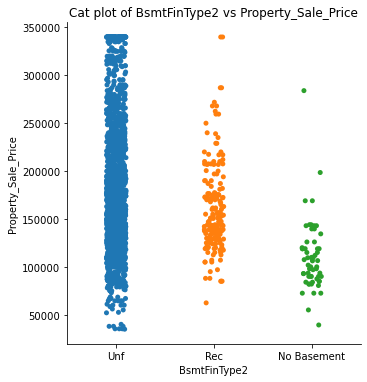 Cat plot of BsmtFinType2 vs Property_Sale_Price
350000
300000
250000
200000
150000
100000
50000
Property_Sale_Price
Unf Rec No Basement
BsmtFinType2